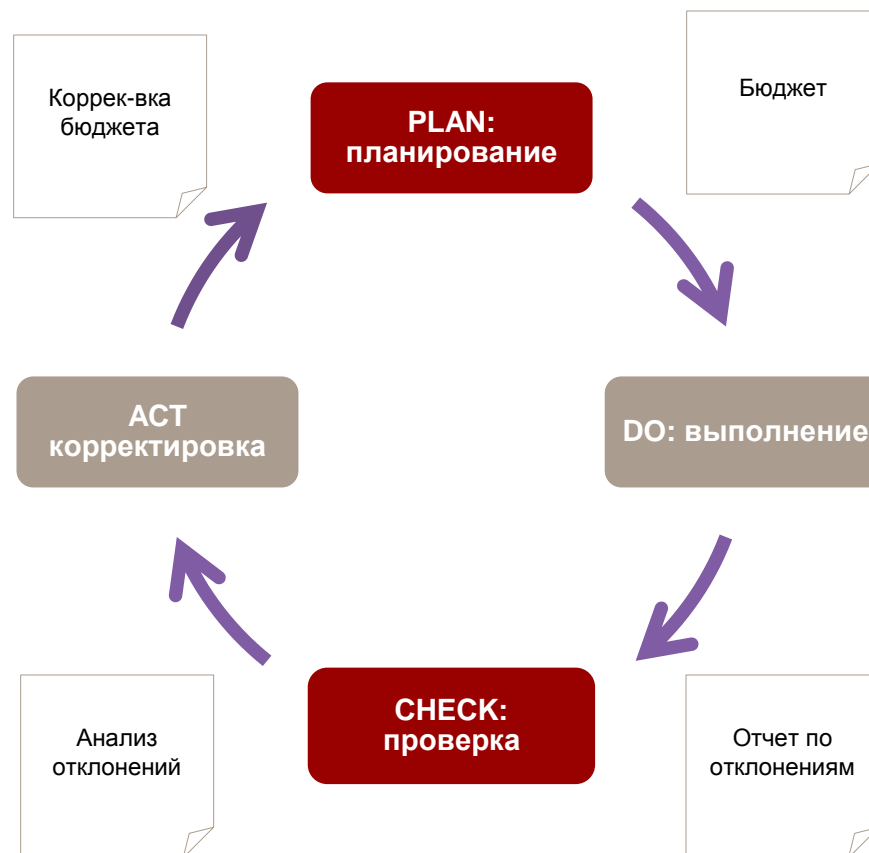 Коррек-вка
бюджета
PLAN:
планирование
Бюджет
ACT
корректировка
DO: выполнение
CHECK:
проверка
Анализ
отклонений
Отчет по
отклонениям